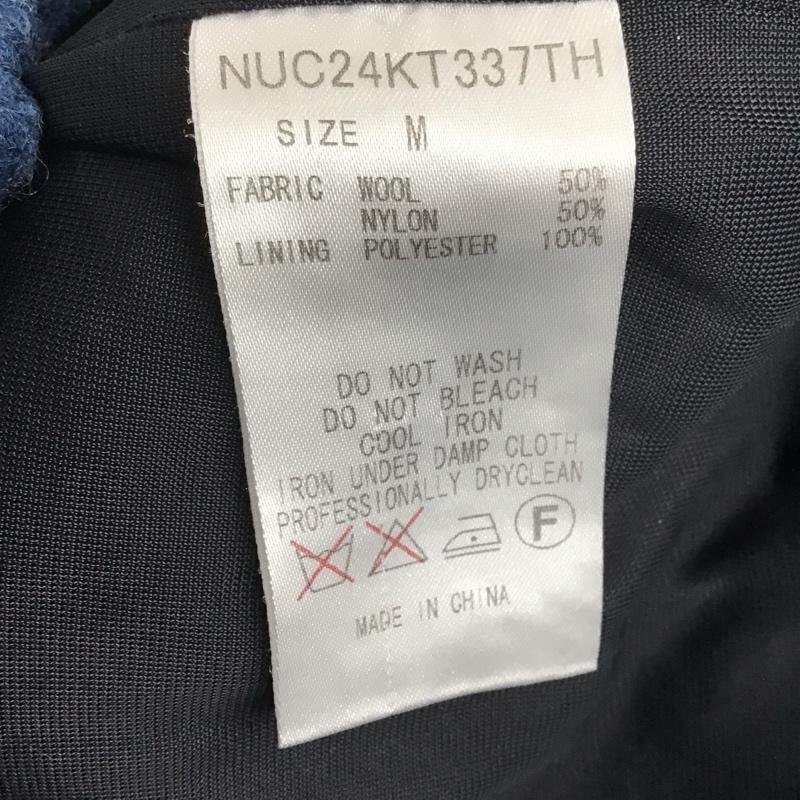 NUC24KT337TH
SIZE M
FABRIC WOOL 50%
NYLON 50%
LINING POLYESTER 100%
DO NOT WASH
DO NOT BLEACH
COOL IRON
IRON UNDER DAMP CLOTH
PROFESSIONALLY DRYCLEAN
F
MADE IN CHINA